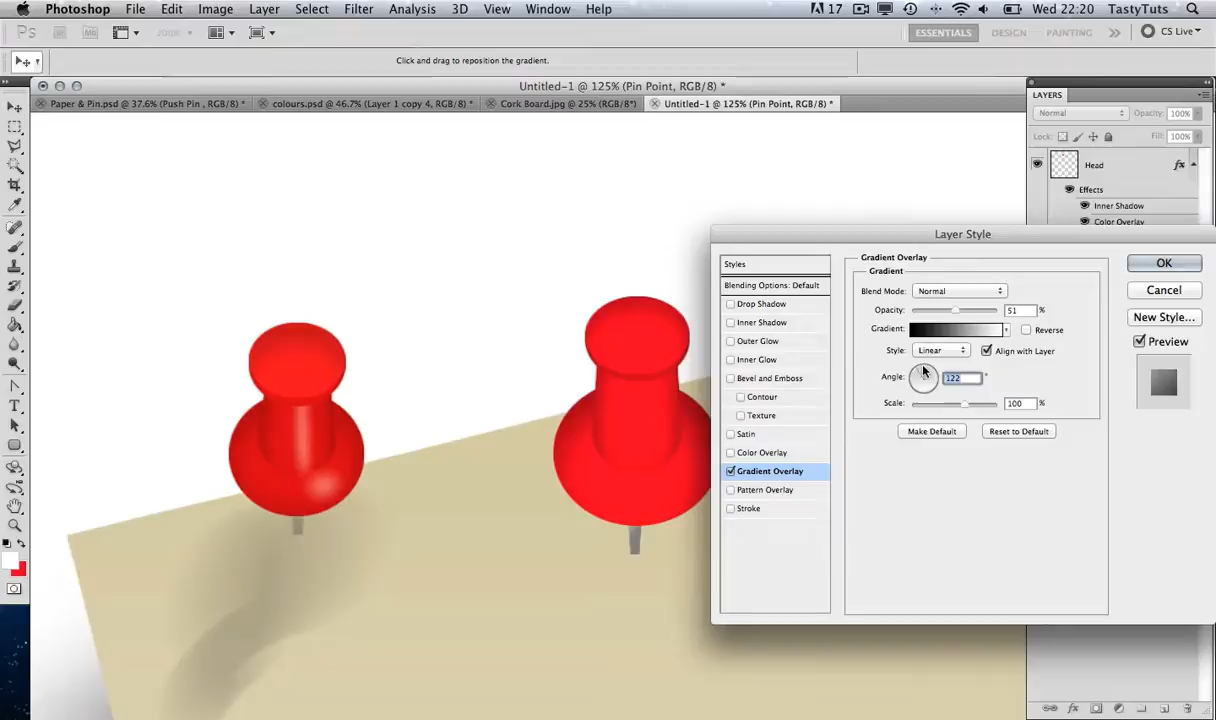 Photoshop File Edit Image Layer Select Filter Analysis 3D View Window Help 17 Wed 22:20 TastyTuts
Ps Br Mb 100% ESSENTIALS DESIGN PAINTING CS Live
Click and drag to reposition the gradient.
Untitled-1 @ 125% (Pin Point, RGB/8) *
Paper & Pin.psd @ 37.6% (Push Pin , RGB/8) * colours.psd @ 46.7% (Layer 1 copy 4, RGB/8) * Cork Board.jpg @ 25% (RGB/8*) Untitled-1 @ 125% (Pin Point, RGB/8) *
LAYERS
Normal Opacity: 100%
Lock: Fill: 100%
Head fx
Effects
Inner Shadow
Color Overlay
Layer Style
Styles
Blending Options: Default
Drop Shadow
Inner Shadow
Outer Glow
Inner Glow
Bevel and Emboss
Contour
Texture
Satin
Color Overlay
Gradient Overlay
Pattern Overlay
Stroke
Gradient Overlay
Gradient
Blend Mode: Normal
Opacity: 51 %
Gradient: Reverse
Style: Linear Align with Layer
Angle: 122 °
Scale: 100 %
Make Default Reset to Default
OK
Cancel
New Style...
Preview
fx